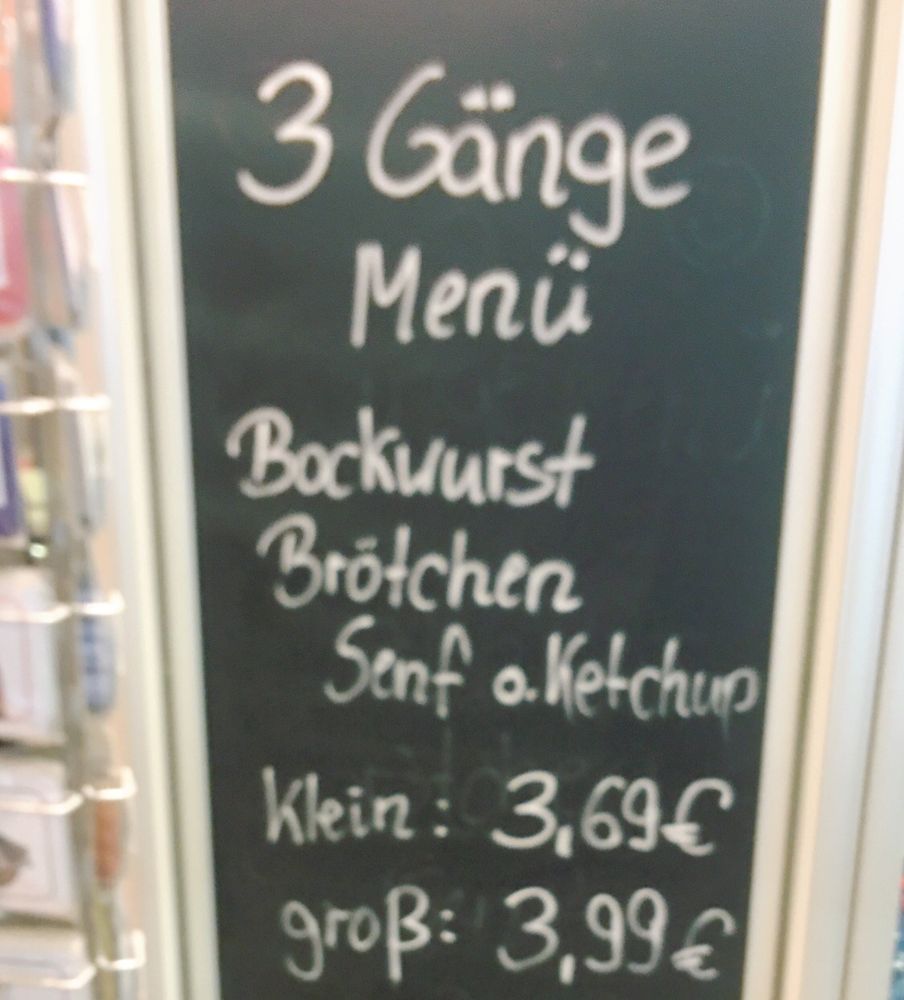 3 Gänge
Menü
Bockwurst
Brötchen
Senf o. Ketchup
Klein: 3,69€
groß: 3,99€